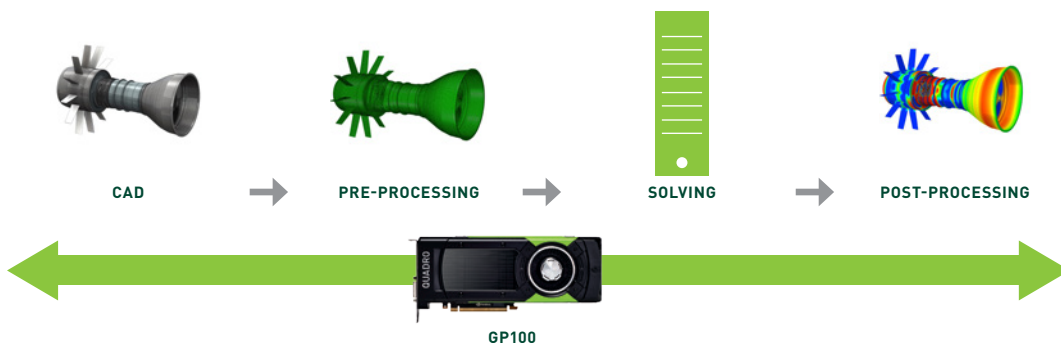 CAD
PRE-PROCESSING
SOLVING
POST-PROCESSING
QUADRO
GP100